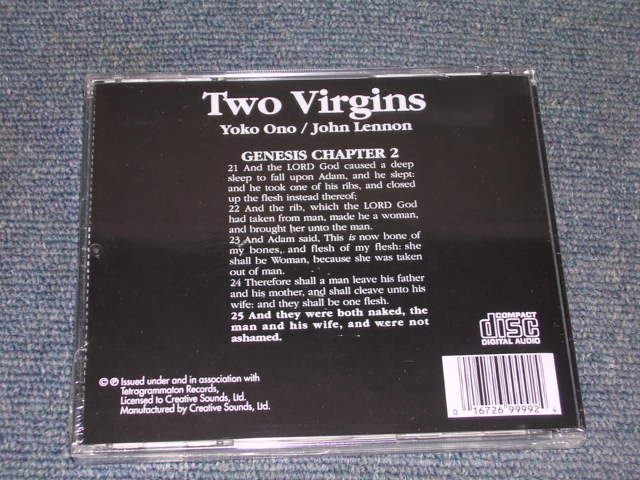 Two Virgins
Yoko Ono / John Lennon
GENESIS CHAPTER 2
21 And the LORD God caused a deep
sleep to fall upon Adam, and he slept:
and he took one of his ribs, and closed
up the flesh instead thereof;
22 And the rib, which the LORD God
had taken from man, made he a woman,
and brought her unto the man.
23 And Adam said, This is now bone of
my bones, and flesh of my flesh: she
shall be Woman, because she was taken
out of man.
24 Therefore shall a man leave his father
and his mother, and shall cleave unto his
wife: and they shall be one flesh.
25 And they were both naked, the
man and his wife, and were not
ashamed.
COMPACT
disc
DIGITAL AUDIO
©℗ Issued under and in association with
Tetragrammaton Records,
Licensed to Creative Sounds, Ltd.
Manufactured by Creative Sounds, Ltd.
0 16726 99992 4